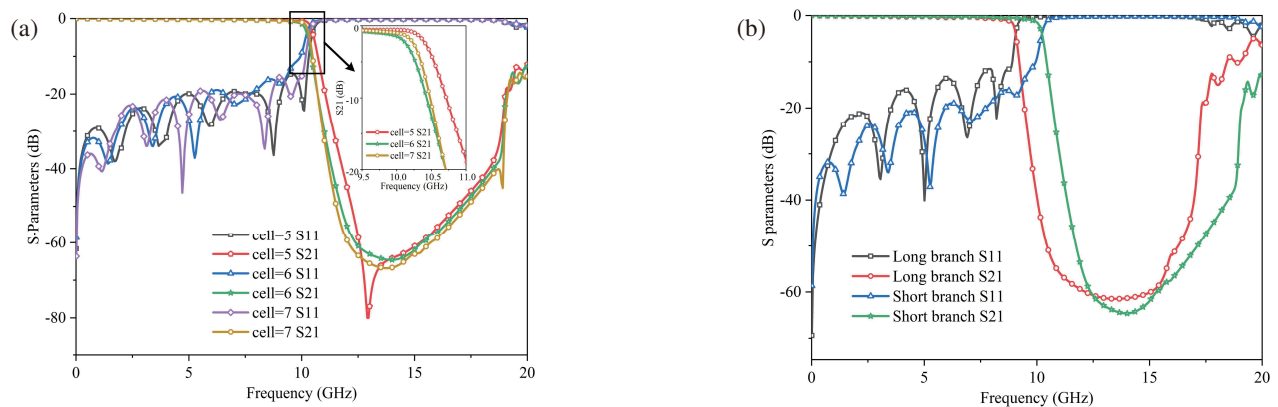 (a)
0
-20
-40
-60
-80
S-Parameters (dB)
cell=5 S11
cell=5 S21
cell=6 S11
cell=6 S21
cell=7 S11
cell=7 S21
0
5
10
15
20
Frequency (GHz)
0
-10
-20
S21 (dB)
cell=5 S21
cell=6 S21
cell=7 S21
9.5
10.0
10.5
11.0
Frequency (GHz)
(b)
0
-20
-40
-60
S parameters (dB)
Long branch S11
Long branch S21
Short branch S11
Short branch S21
0
5
10
15
20
Frequency (GHz)